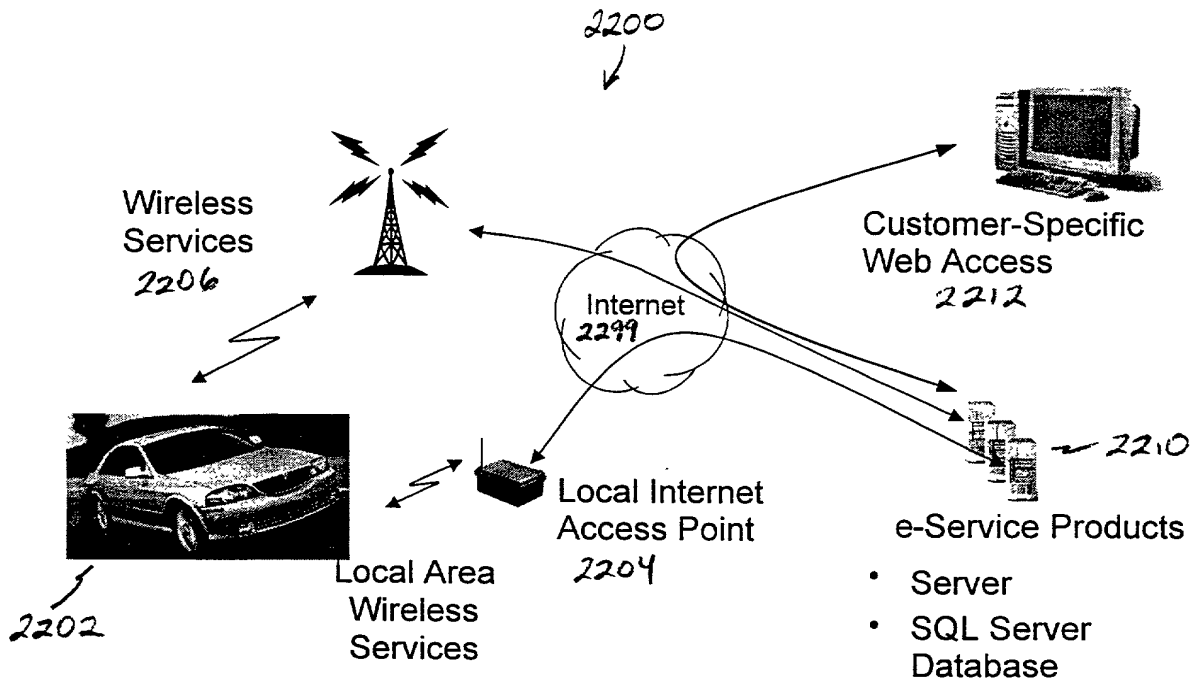 2200
Wireless
Services
2206
Customer-Specific
Web Access
2212
Internet
2299
2210
Local Internet
Access Point
2204
e-Service Products
• Server
• SQL Server
Database
Local Area
Wireless
Services
2202